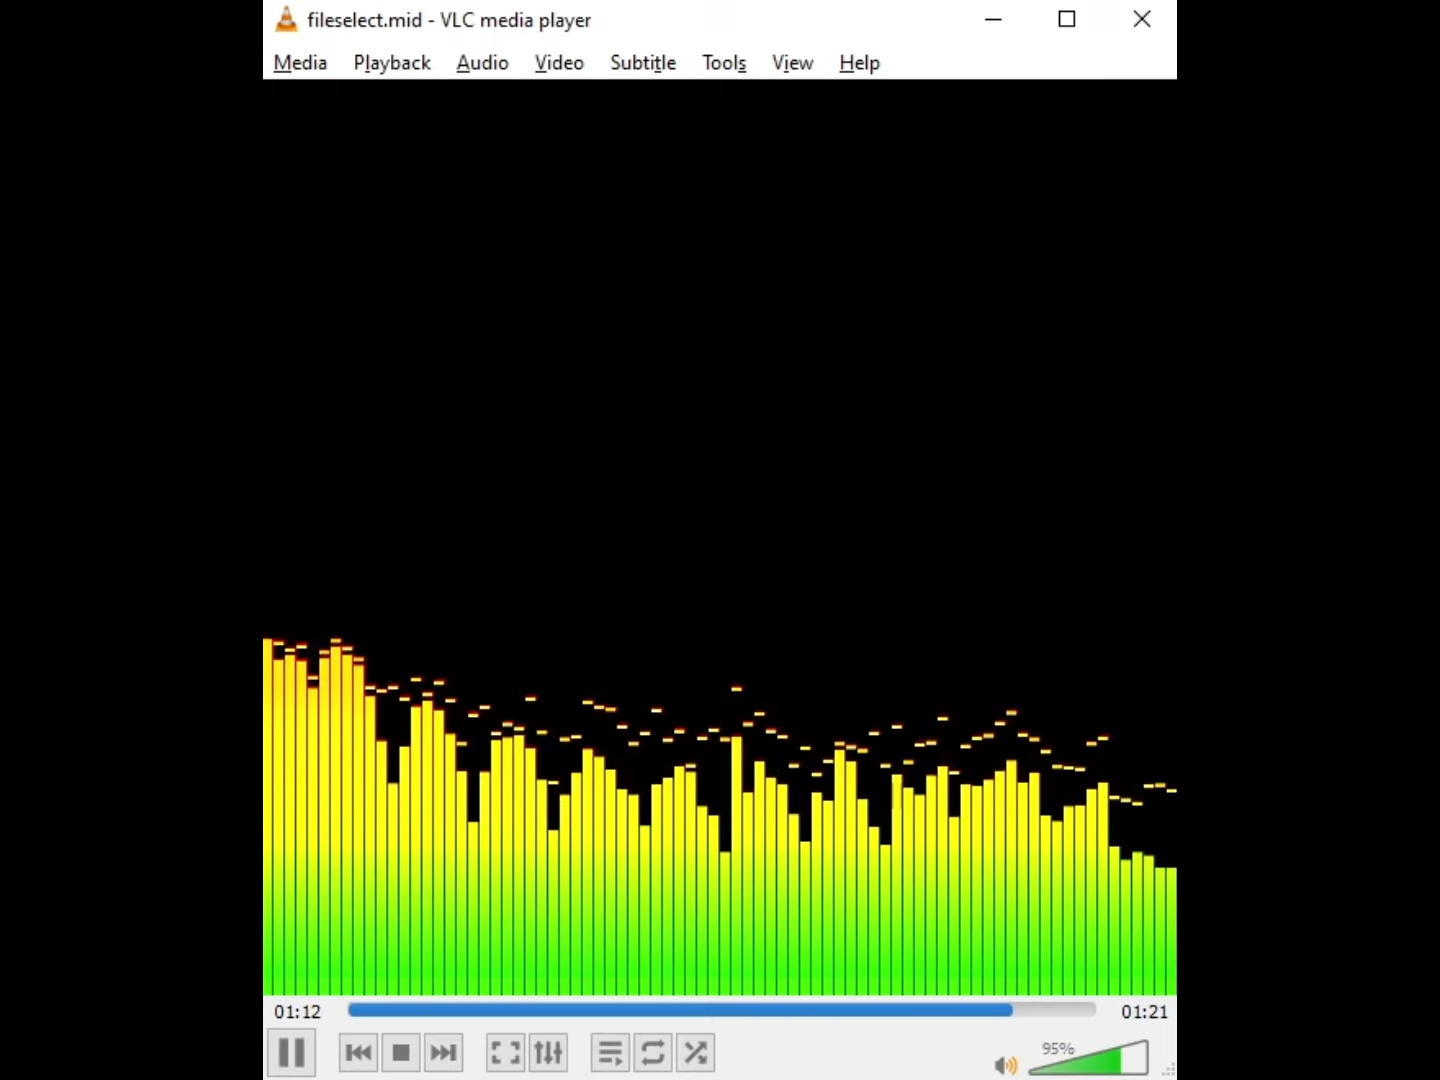 fileselect.mid - VLC media player
Media Playback Audio Video Subtitle Tools View Help
01:12 01:21
95%